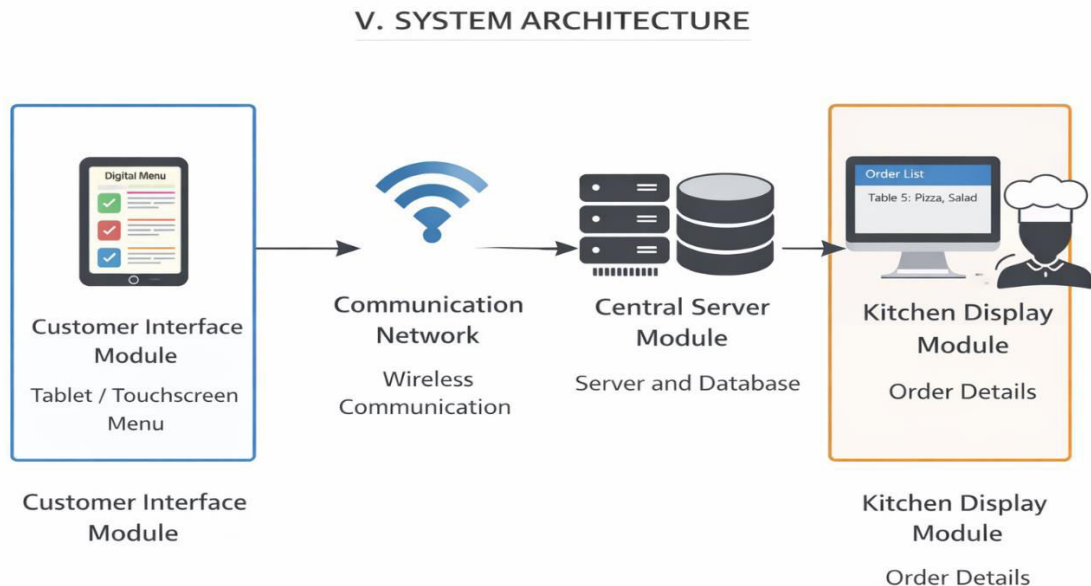 V. SYSTEM ARCHITECTURE
Digital Menu
Customer Interface
Module
Tablet / Touchscreen
Menu
Communication
Network
Wireless
Communication
Central Server
Module
Server and Database
Order List
Table 5: Pizza, Salad
Kitchen Display
Module
Order Details
Customer Interface
Module
Kitchen Display
Module
Order Details